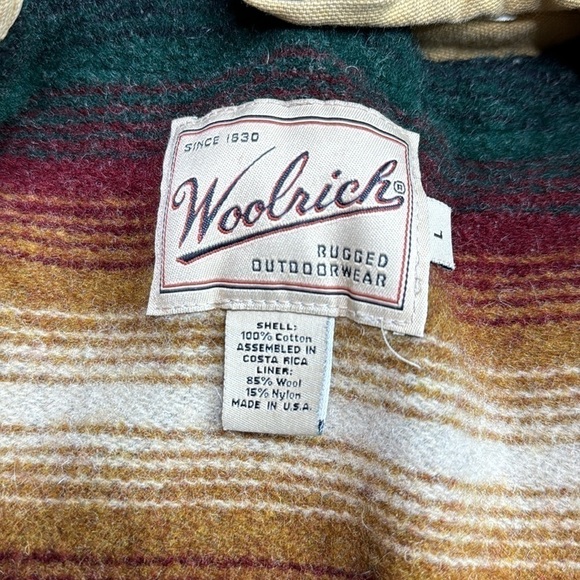 SINCE 1830
Woolrich®
RUGGED
OUTDOORWEAR
L
SHELL:
100% Cotton
ASSEMBLED IN
COSTA RICA
LINER:
85% Wool
15% Nylon
MADE IN U.S.A.